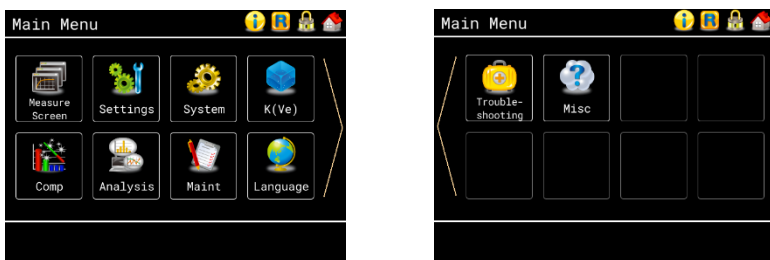 Main Menu
i R
Measure
Screen
Settings
System
K(Ve)
Comp
Analysis
Maint
Language
Main Menu
i R
Trouble-
shooting
Misc
?